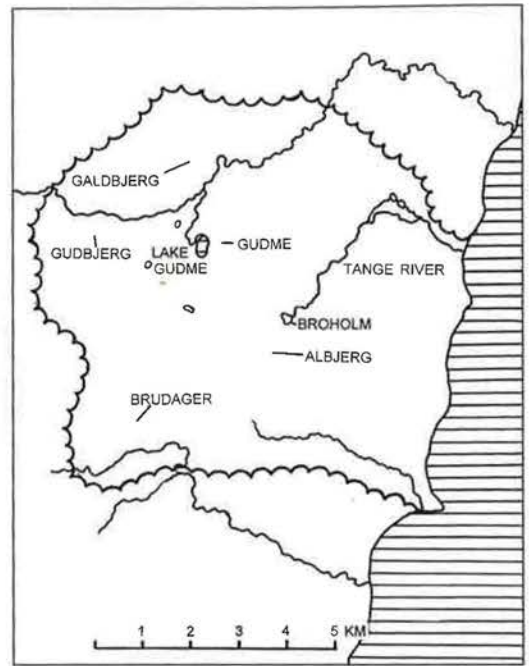 GALDBJERG
GUDBJERG
LAKE
GUDME
GUDME
TANGE RIVER
BROHOLM
ALBJERG
BRUDAGER
1 2 3 4 5 KM